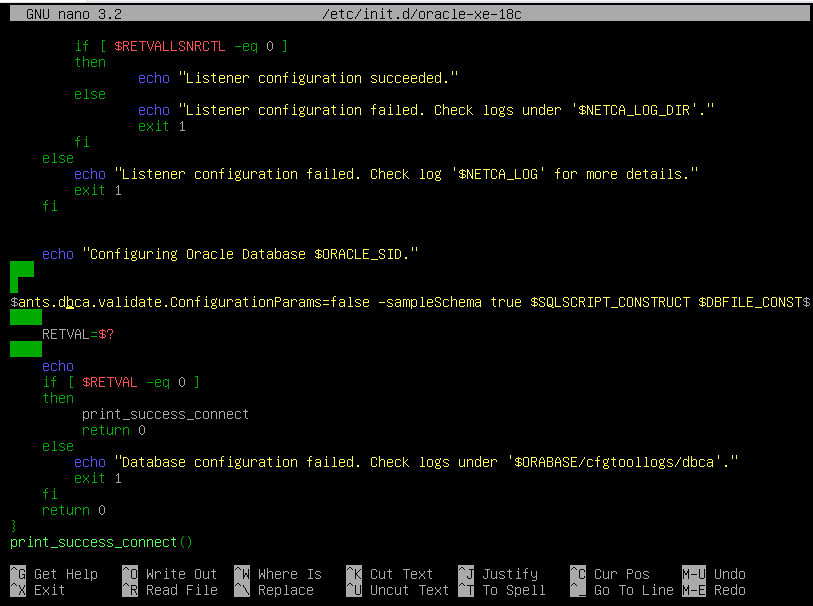 GNU nano 3.2 /etc/init.d/oracle-xe-18c
if [ $RETVALLSNRCTL -eq 0 ]
then
echo "Listener configuration succeeded."
else
echo "Listener configuration failed. Check logs under '$NETCA_LOG_DIR'."
exit 1
fi
else
echo "Listener configuration failed. Check log '$NETCA_LOG' for more details."
exit 1
fi
echo "Configuring Oracle Database $ORACLE_SID."
$ants.dbca.validate.ConfigurationParams=false -sampleSchema true $SQLSCRIPT_CONSTRUCT $DBFILE_CONST$
RETVAL=$?
echo
if [ $RETVAL -eq 0 ]
then
print_success_connect
return 0
else
echo "Database configuration failed. Check logs under '$ORABASE/cfgtoollogs/dbca'."
exit 1
fi
return 0
}
print_success_connect()
^G Get Help ^O Write Out ^W Where Is ^K Cut Text ^J Justify ^C Cur Pos M-U Undo
^X Exit ^R Read File ^\ Replace ^U Uncut Text ^T To Spell ^_ Go To Line M-E Redo